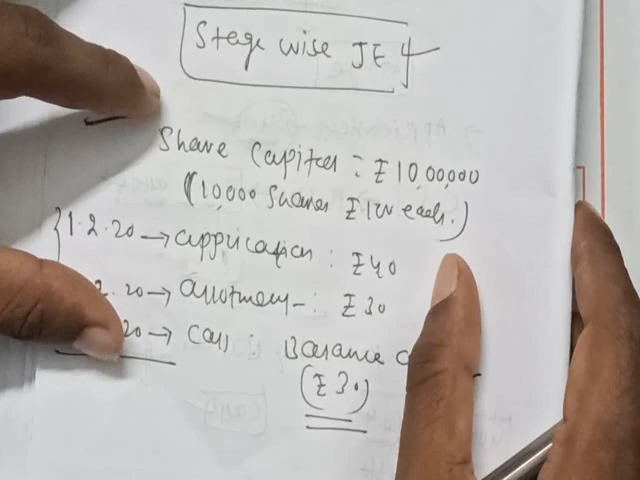 Stage wise JE
Share Capital : ₹ 10,00,000
(10,000 Shares ₹ 100 each.)
1.2.20 → application : ₹40
2.20 → allotment : ₹30
20 → Call : Balance
(₹30)